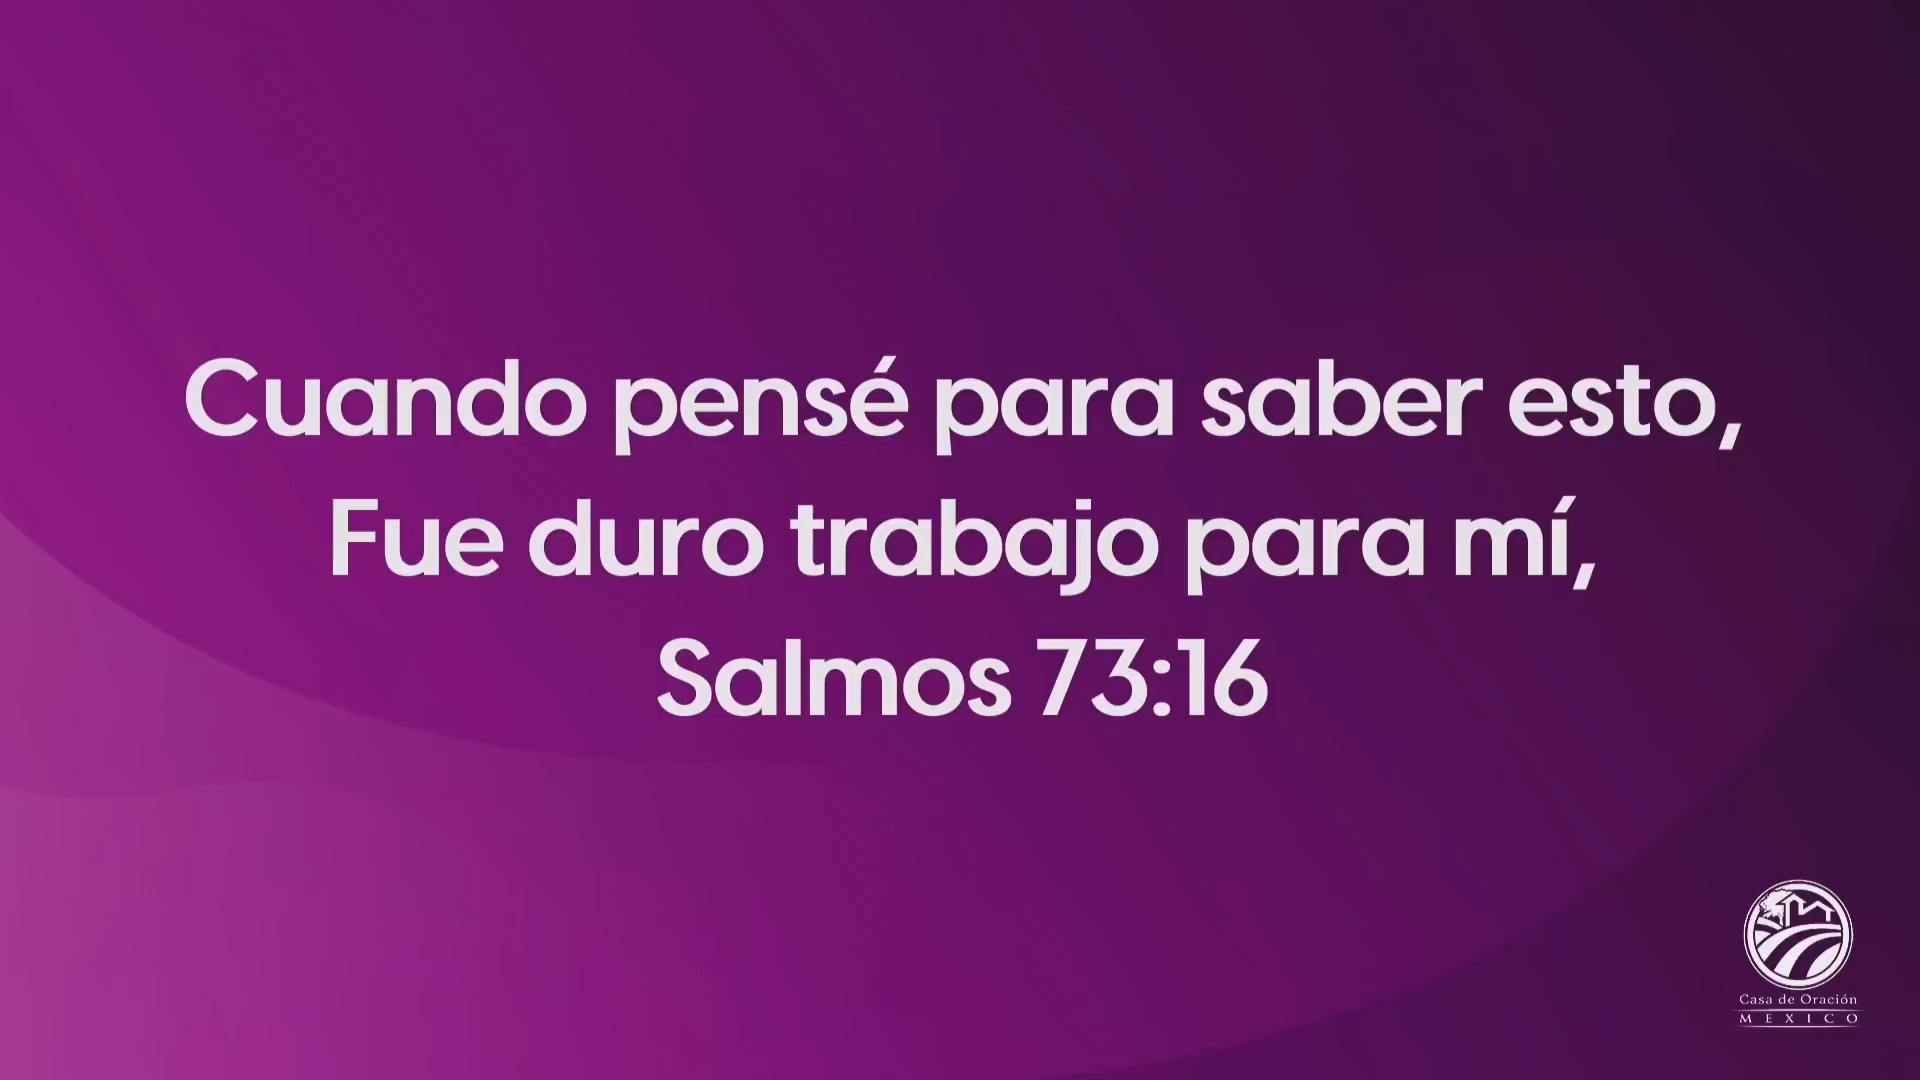 Cuando pensé para saber esto,
Fue duro trabajo para mí,
Salmos 73:16
Casa de Oración
MEXICO